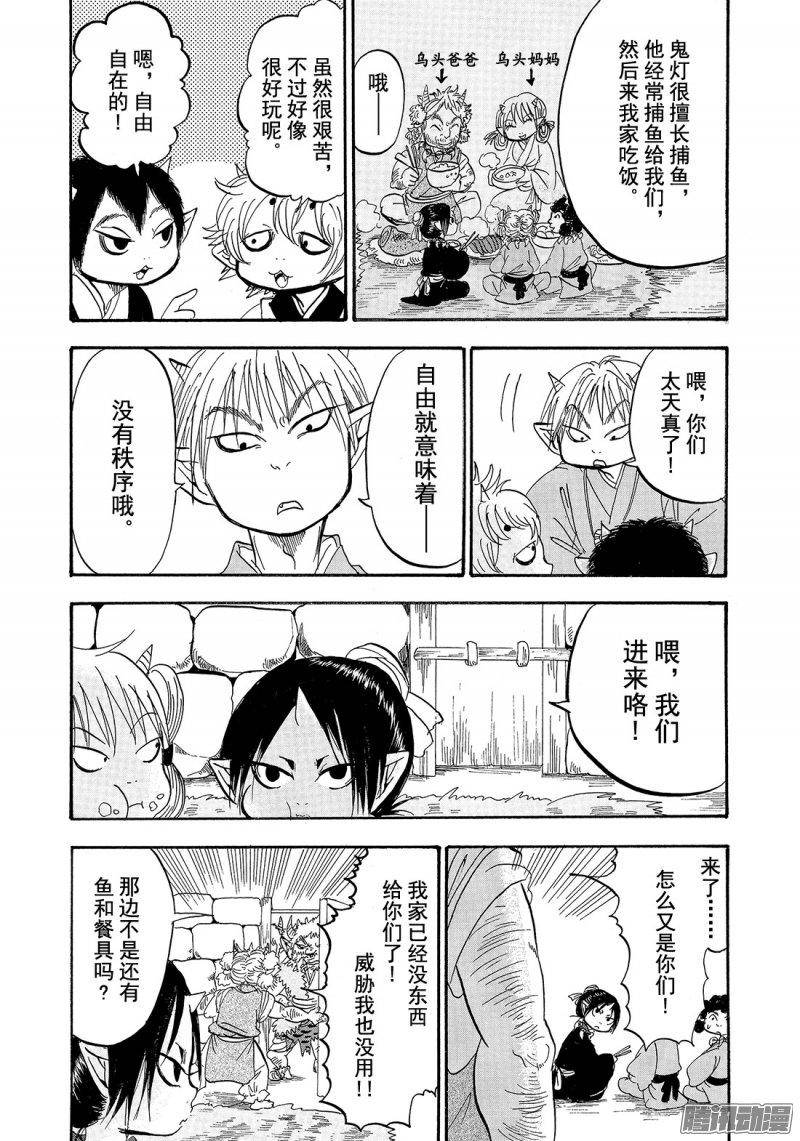 鬼灯很擅长捕鱼，
他经常捕鱼给我们，
然后来我家吃饭。
乌头妈妈
乌头爸爸
哦——
虽然很艰苦，
不过好像
很好玩呢。
嗯，自由
自在的！
喂，你们
太天真了！
自由就意味着——
没有秩序哦。
喂，我们
进来咯！
来了……
怎么又是你们！
我家已经没东西
给你们了！
威胁我也没用！！
那边不是还有
鱼和餐具吗？
腾讯动漫